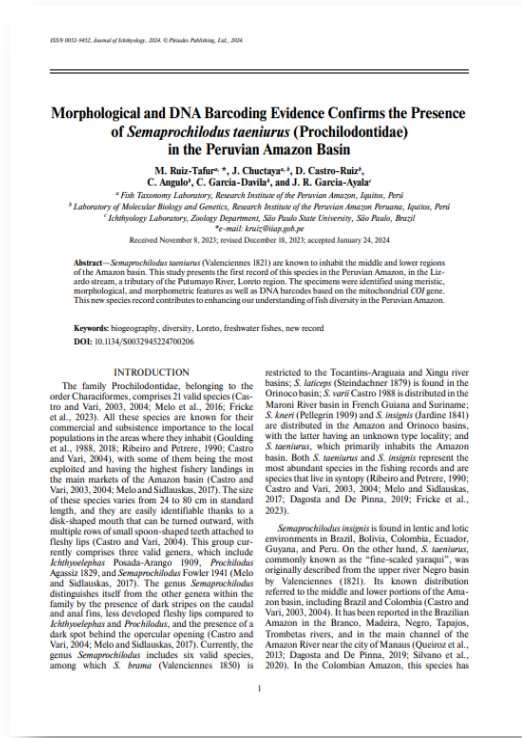 ISSN 0032-9452, Journal of Ichthyology, 2024. © Pleiades Publishing, Ltd., 2024.
Morphological and DNA Barcoding Evidence Confirms the Presence
of Semaprochilodus taeniurus (Prochilodontidae)
in the Peruvian Amazon Basin
M. Ruiz-Tafurᵃ, *, J. Chuctayaᵃ, ᵇ, D. Castro-Ruizᵇ,
C. Anguloᵇ, C. García-Davilaᵇ, and J. R. García-Ayalaᶜ
ᵃ Fish Taxonomy Laboratory, Research Institute of the Peruvian Amazon, Iquitos, Perú
ᵇ Laboratory of Molecular Biology and Genetics, Research Institute of the Peruvian Amazon Peruana, Iquitos, Perú
ᶜ Ichthyology Laboratory, Zoology Department, São Paulo State University, São Paulo, Brazil
*e-mail: kruiz@iiap.gob.pe
Received November 8, 2023; revised December 18, 2023; accepted January 24, 2024
Abstract—Semaprochilodus taeniurus (Valenciennes 1821) are known to inhabit the middle and lower regions
of the Amazon basin. This study presents the first record of this species in the Peruvian Amazon, in the Liz-
ardo stream, a tributary of the Putumayo River, Loreto region. The specimens were identified using meristic,
morphological, and morphometric features as well as DNA barcodes based on the mitochondrial COI gene.
This new species record contributes to enhancing our understanding of fish diversity in the Peruvian Amazon.
Keywords: biogeography, diversity, Loreto, freshwater fishes, new record
DOI: 10.1134/S0032945224700206
INTRODUCTION
The family Prochilodontidae, belonging to the
order Characiformes, comprises 21 valid species (Cas-
tro and Vari, 2003, 2004; Melo et al., 2016; Fricke
et al., 2023). All these species are known for their
commercial and subsistence importance to the local
populations in the areas where they inhabit (Goulding
et al., 1988, 2018; Ribeiro and Petrere, 1990; Castro
and Vari, 2004), with some of them being the most
exploited and having the highest fishery landings in
the main markets of the Amazon basin (Castro and
Vari, 2003, 2004; Melo and Sidlauskas, 2017). The size
of these species varies from 24 to 80 cm in standard
length, and they are easily identifiable thanks to a
disk-shaped mouth that can be turned outward, with
multiple rows of small spoon-shaped teeth attached to
fleshy lips (Castro and Vari, 2004). This group cur-
rently comprises three valid genera, which include
Ichthyoelephas Posada-Arango 1909, Prochilodus
Agassiz 1829, and Semaprochilodus Fowler 1941 (Melo
and Sidlauskas, 2017). The genus Semaprochilodus
distinguishes itself from the other genera within the
family by the presence of dark stripes on the caudal
and anal fins, less developed fleshy lips compared to
Ichthyoelephas and Prochilodus, and the presence of a
dark spot behind the opercular opening (Castro and
Vari, 2004; Melo and Sidlauskas, 2017). Currently, the
genus Semaprochilodus includes six valid species,
among which S. brama (Valenciennes 1850) is
restricted to the Tocantins-Araguaia and Xingu river
basins; S. laticeps (Steindachner 1879) is found in the
Orinoco basin; S. varii Castro 1988 is distributed in the
Maroni River basin in French Guiana and Suriname;
S. kneri (Pellegrin 1909) and S. insignis (Jardine 1841)
are distributed in the Amazon and Orinoco basins,
with the latter having an unknown type locality; and
S. taeniurus, which primarily inhabits the Amazon
basin. Both S. taeniurus and S. insignis represent the
most abundant species in the fishing records and are
species that live in syntopy (Ribeiro and Petrere, 1990;
Castro and Vari, 2003, 2004; Melo and Sidlauskas,
2017; Dagosta and De Pinna, 2019; Fricke et al.,
2023).
Semaprochilodus insignis is found in lentic and lotic
environments in Brazil, Bolivia, Colombia, Ecuador,
Guyana, and Peru. On the other hand, S. taeniurus,
commonly known as the “fine-scaled yaraqui”, was
originally described from the upper river Negro basin
by Valenciennes (1821). Its known distribution
referred to the middle and lower portions of the Ama-
zon basin, including Brazil and Colombia (Castro and
Vari, 2003, 2004). It has been reported in the Brazilian
Amazon in the Branco, Madeira, Negro, Tapajos,
Trombetas rivers, and in the main channel of the
Amazon River near the city of Manaus (Queiroz et al.,
2013; Dagosta and De Pinna, 2019; Silvano et al.,
2020). In the Colombian Amazon, this species has
1